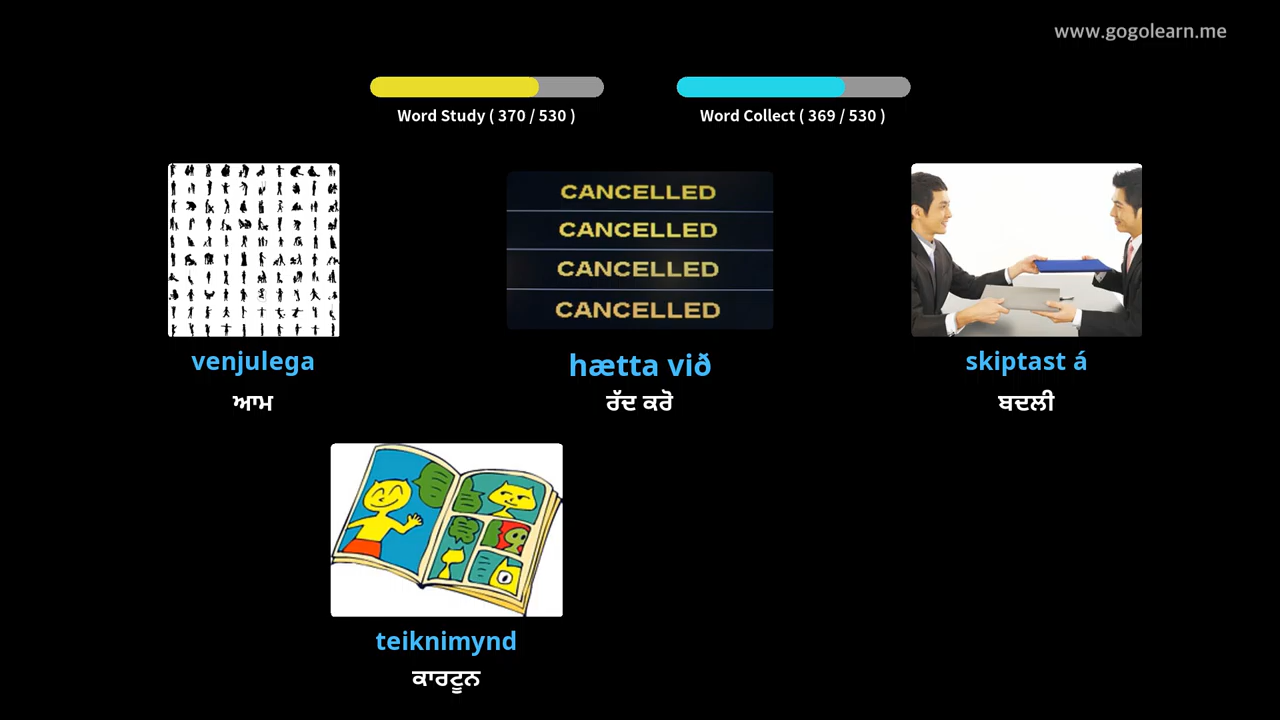 www.gogolearn.me
Word Study ( 370 / 530 )
Word Collect ( 369 / 530 )
CANCELLED
CANCELLED
CANCELLED
CANCELLED
venjulega
hætta við
skiptast á
ਆਮ
ਰੱਦ ਕਰੋ
ਬਦਲੀ
teiknimynd
ਕਾਰਟੂਨ